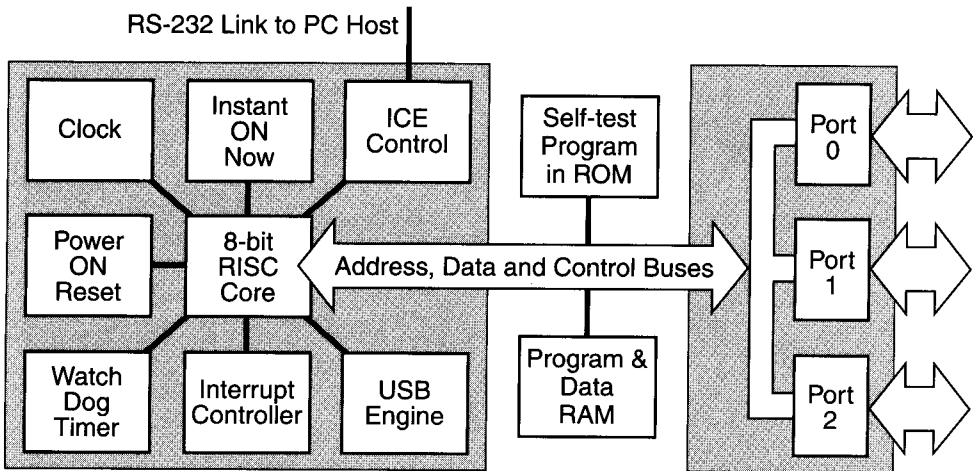 RS-232 Link to PC Host
Clock
Instant
ON
Now
ICE
Control
Self-test
Program
in ROM
Port
0
Power
ON
Reset
8-bit
RISC
Core
Address, Data and Control Buses
Port
1
Watch
Dog
Timer
Interrupt
Controller
USB
Engine
Program &
Data
RAM
Port
2